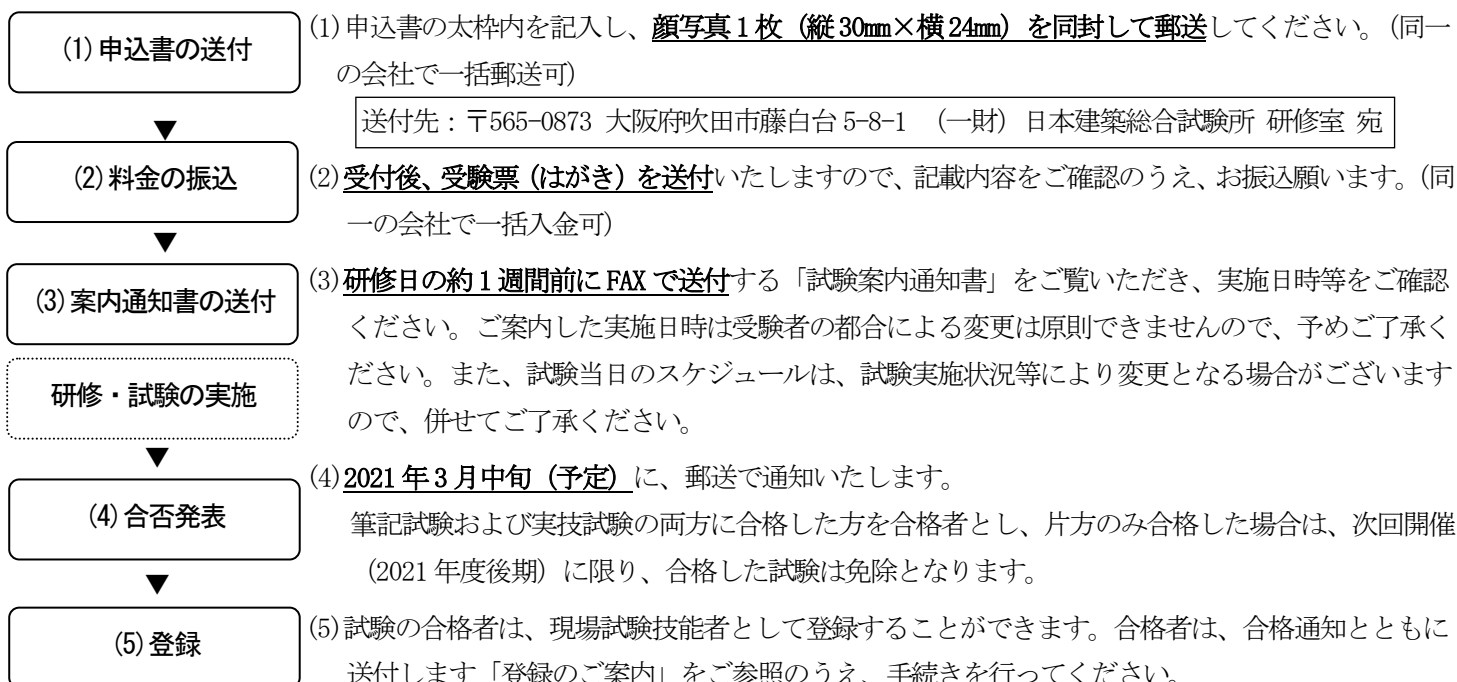 (1)申込書の送付
(1)申込書の太枠内を記入し、顔写真1枚（縦30㎜×横24㎜）を同封して郵送してください。(同一
の会社で一括郵送可)
送付先：〒565-0873 大阪府吹田市藤白台5-8-1 （一財）日本建築総合試験所 研修室 宛
▼
(2)料金の振込
(2)受付後、受験票（はがき）を送付いたしますので、記載内容をご確認のうえ、お振込願います。(同
一の会社で一括入金可)
▼
(3)案内通知書の送付
(3)研修日の約1週間前にFAXで送付する「試験案内通知書」をご覧いただき、実施日時等をご確認
ください。ご案内した実施日時は受験者の都合による変更は原則できませんので、予めご了承く
ださい。また、試験当日のスケジュールは、試験実施状況等により変更となる場合がございます
ので、併せてご了承ください。
研修・試験の実施
▼
(4)合否発表
(4)2021年3月中旬（予定）に、郵送で通知いたします。
筆記試験および実技試験の両方に合格した方を合格者とし、片方のみ合格した場合は、次回開催
（2021年度後期）に限り、合格した試験は免除となります。
▼
(5)登録
(5)試験の合格者は、現場試験技能者として登録することができます。合格者は、合格通知とともに
送付します「登録のご案内」をご参照のうえ、手続きを行ってください。